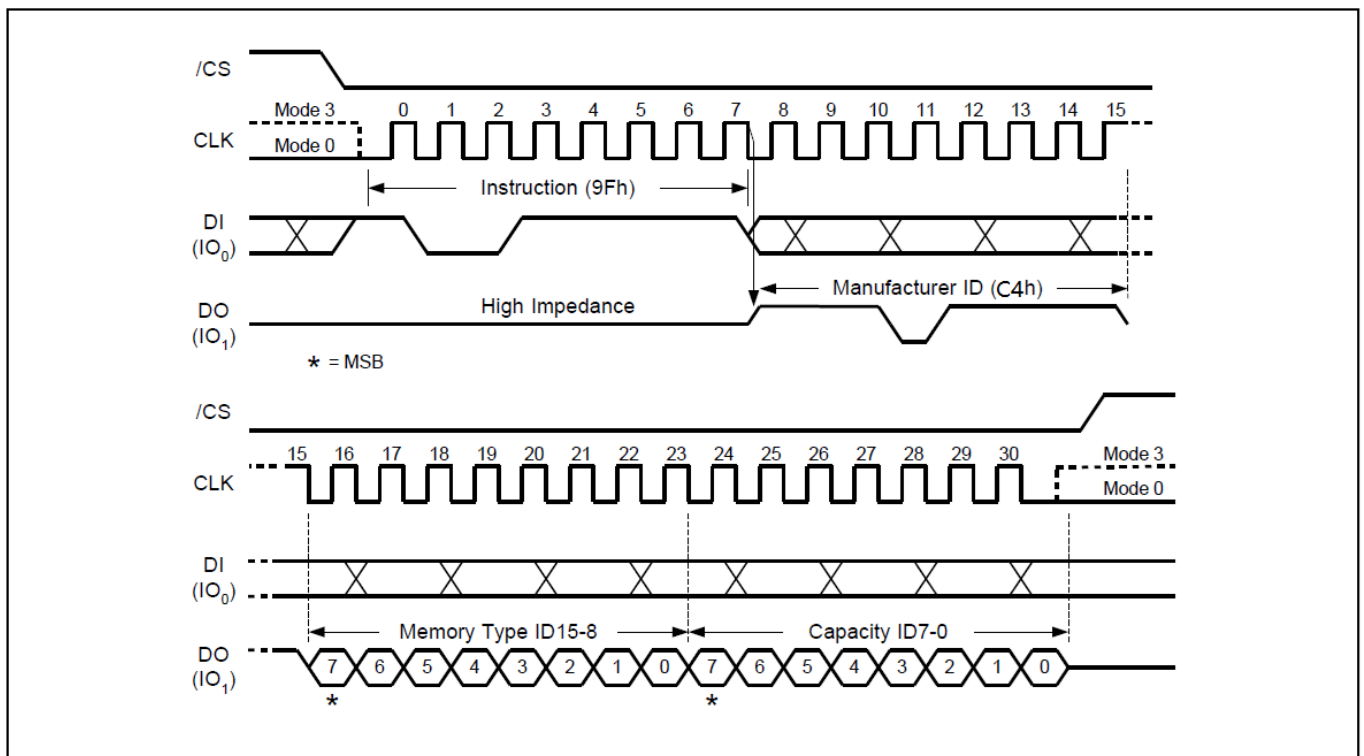 /CS
Mode 3 0 1 2 3 4 5 6 7 8 9 10 11 12 13 14 15
CLK
Mode 0
Instruction (9Fh)
DI
(IO0)
Manufacturer ID (C4h)
High Impedance
DO
(IO1)
* = MSB
/CS
15 16 17 18 19 20 21 22 23 24 25 26 27 28 29 30 Mode 3
CLK
Mode 0
DI
(IO0)
Memory Type ID15-8 Capacity ID7-0
DO
7 6 5 4 3 2 1 0 7 6 5 4 3 2 1 0
(IO1)
* *